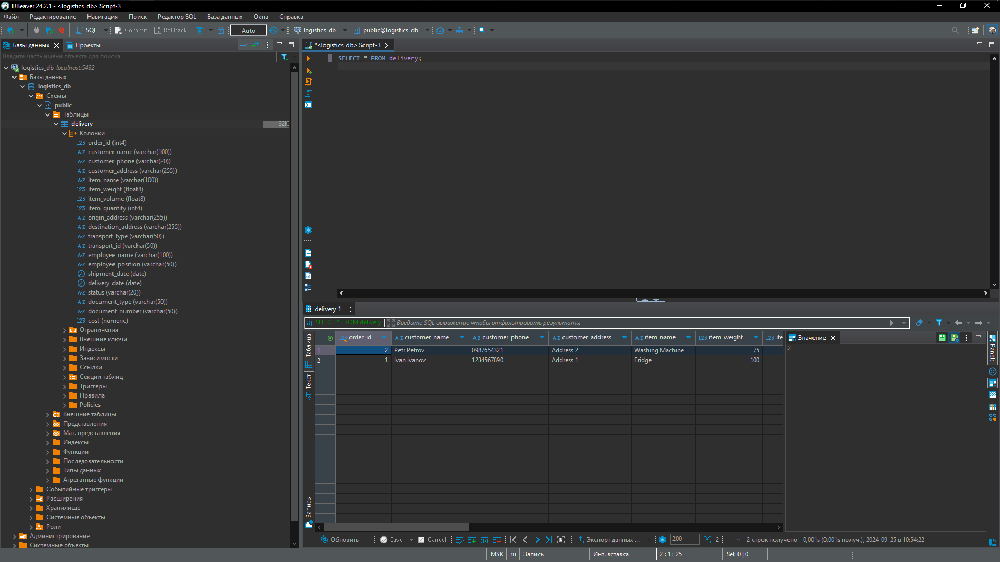 DBeaver 24.2.1 - <logistics_db> Script-3
Файл Редактирование Навигация Поиск Редактор SQL База данных Окна Справка
SQL Commit Rollback Auto logistics_db public@logistics_db
Базы данных Проекты
Введите часть имени объекта для поиска
logistics_db localhost:5432
Базы данных
logistics_db
Схемы
public
Таблицы
delivery 32K
Колонки
123 order_id (int4)
A-Z customer_name (varchar(100))
A-Z customer_phone (varchar(20))
A-Z customer_address (varchar(255))
A-Z item_name (varchar(100))
123 item_weight (float8)
123 item_volume (float8)
123 item_quantity (int4)
A-Z origin_address (varchar(255))
A-Z destination_address (varchar(255))
A-Z transport_type (varchar(50))
A-Z transport_id (varchar(50))
A-Z employee_name (varchar(100))
A-Z employee_position (varchar(50))
shipment_date (date)
delivery_date (date)
A-Z status (varchar(20))
A-Z document_type (varchar(50))
A-Z document_number (varchar(50))
123 cost (numeric)
Ограничения
Внешние ключи
Индексы
Зависимости
Ссылки
Секции таблиц
Триггеры
Правила
Policies
Внешние таблицы
Представления
Мат. представления
Индексы
Функции
Последовательности
Типы данных
Агрегатные функции
Событийные триггеры
Расширения
Хранилище
Системные объекты
Роли
Администрирование
Системные объекты
*<logistics_db> Script-3
SELECT * FROM delivery;
delivery 1
SELECT * FROM delivery Введите SQL выражение чтобы отфильтровать результаты
Таблица
Текст
Запись
123 order_id A-Z customer_name A-Z customer_phone A-Z customer_address A-Z item_name 123 item_weight 123 ite
1 2 Petr Petrov 0987654321 Address 2 Washing Machine 75
2 1 Ivan Ivanov 1234567890 Address 1 Fridge 100
Значение
2
Panels
Обновить Save Cancel Экспорт данных ... 200 2 2 строк получено - 0,001s (0,001s получ.), 2024-09-25 в 10:54:22
MSK ru Запись Инт. вставка 2 : 1 : 25 Sel: 0 | 0